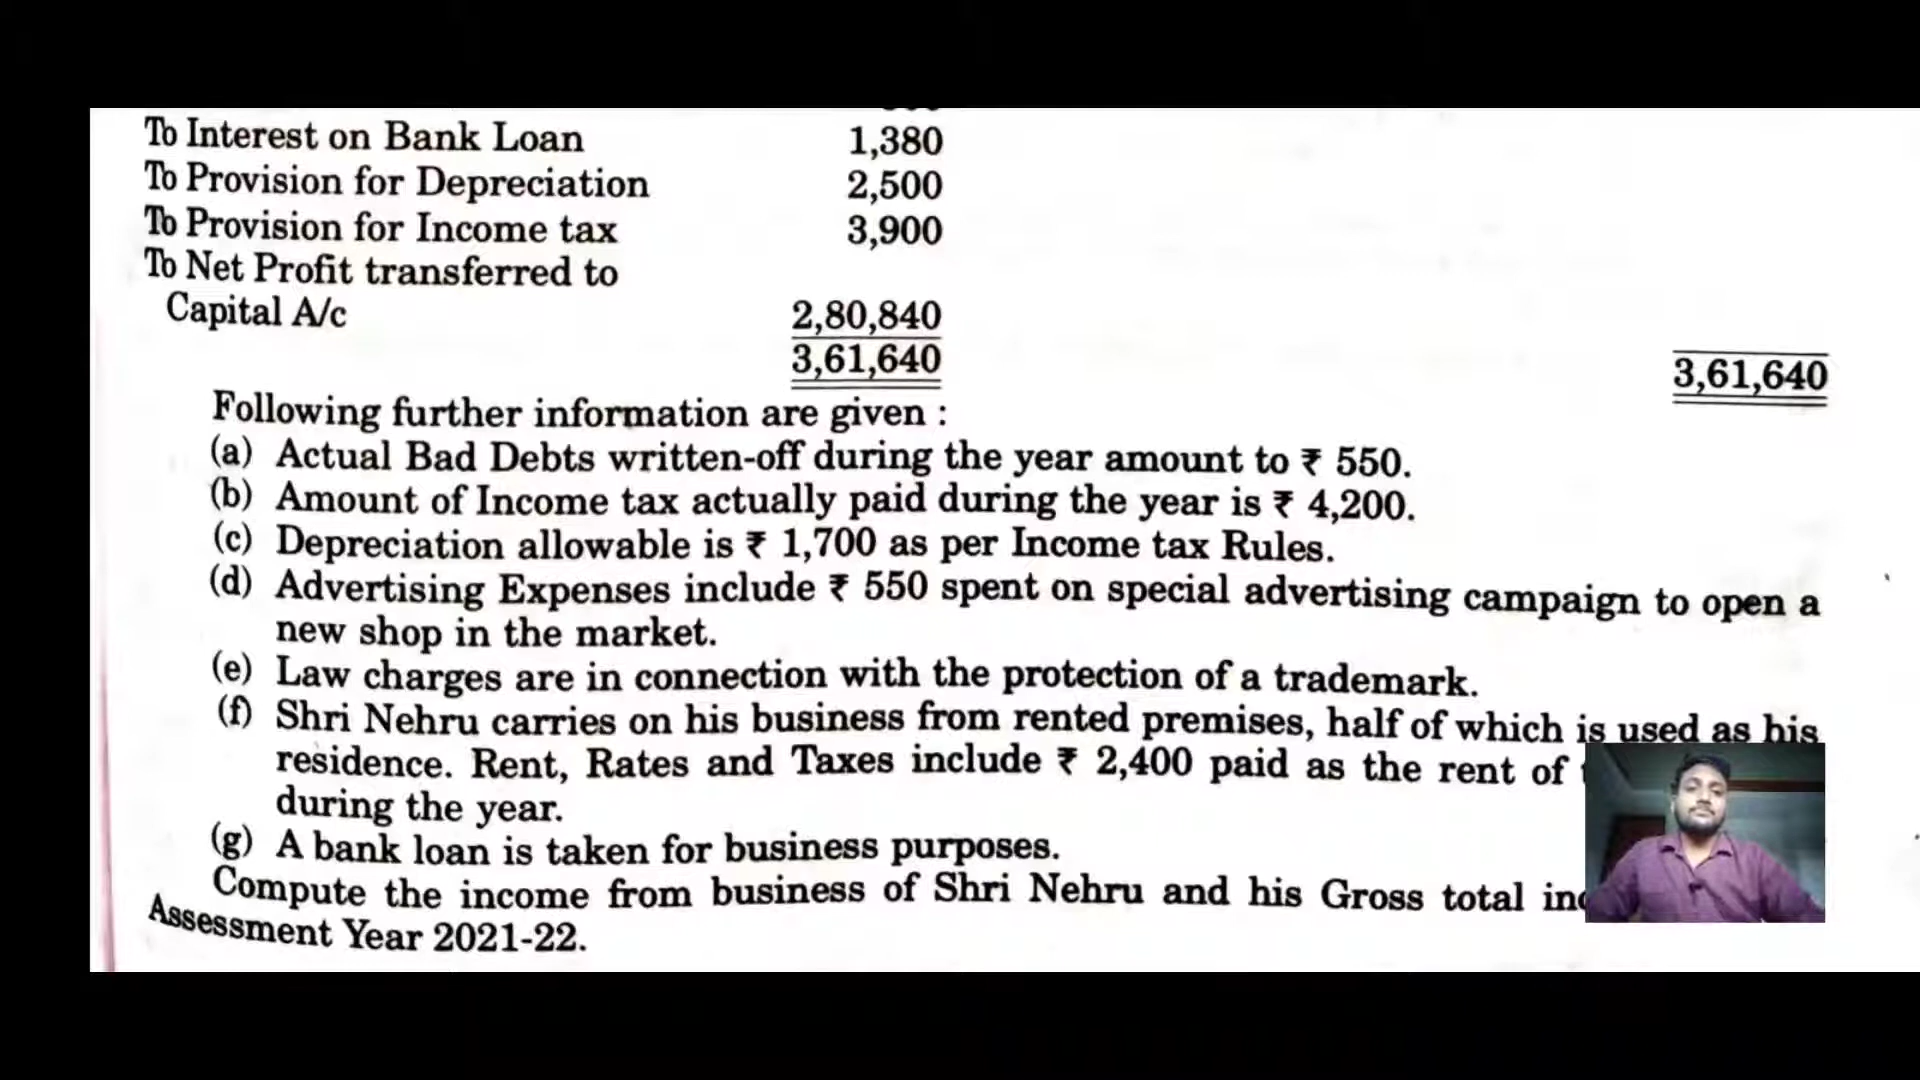 To Interest on Bank Loan 1,380
To Provision for Depreciation 2,500
To Provision for Income tax 3,900
To Net Profit transferred to
Capital A/c 2,80,840
3,61,640 3,61,640
Following further information are given :
(a) Actual Bad Debts written-off during the year amount to ₹ 550.
(b) Amount of Income tax actually paid during the year is ₹ 4,200.
(c) Depreciation allowable is ₹ 1,700 as per Income tax Rules.
(d) Advertising Expenses include ₹ 550 spent on special advertising campaign to open a
new shop in the market.
(e) Law charges are in connection with the protection of a trademark.
(f) Shri Nehru carries on his business from rented premises, half of which is used as his
residence. Rent, Rates and Taxes include ₹ 2,400 paid as the rent of
during the year.
(g) A bank loan is taken for business purposes.
Compute the income from business of Shri Nehru and his Gross total
Assessment Year 2021-22.